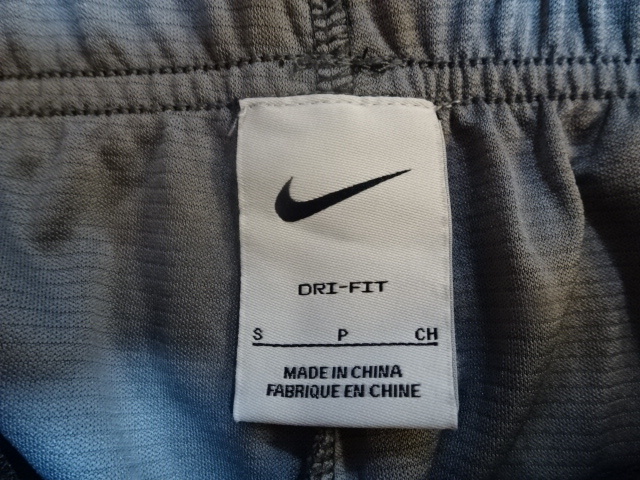 DRI-FIT
S P CH
MADE IN CHINA
FABRIQUE EN CHINE